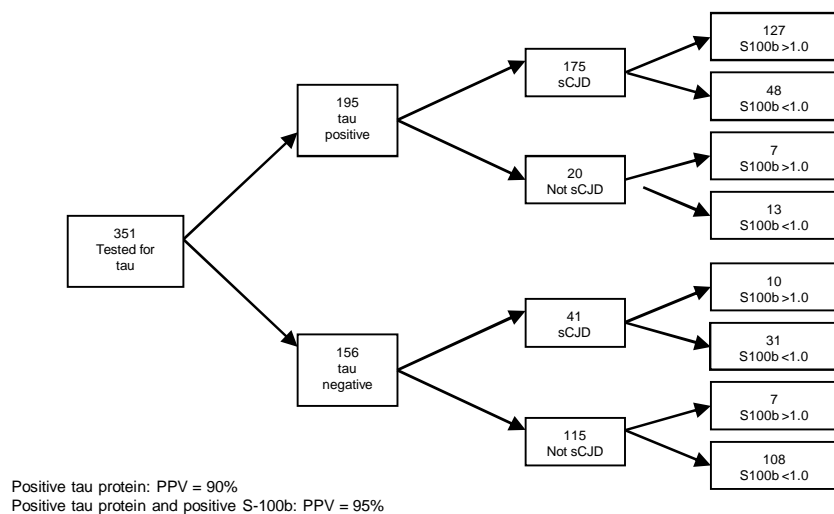 351
Tested for
tau
195
tau
positive
156
tau
negative
175
sCJD
20
Not sCJD
41
sCJD
115
Not sCJD
127
S100b >1.0
48
S100b <1.0
7
S100b >1.0
13
S100b <1.0
10
S100b >1.0
31
S100b <1.0
7
S100b >1.0
108
S100b <1.0
Positive tau protein: PPV = 90%
Positive tau protein and positive S-100b: PPV = 95%